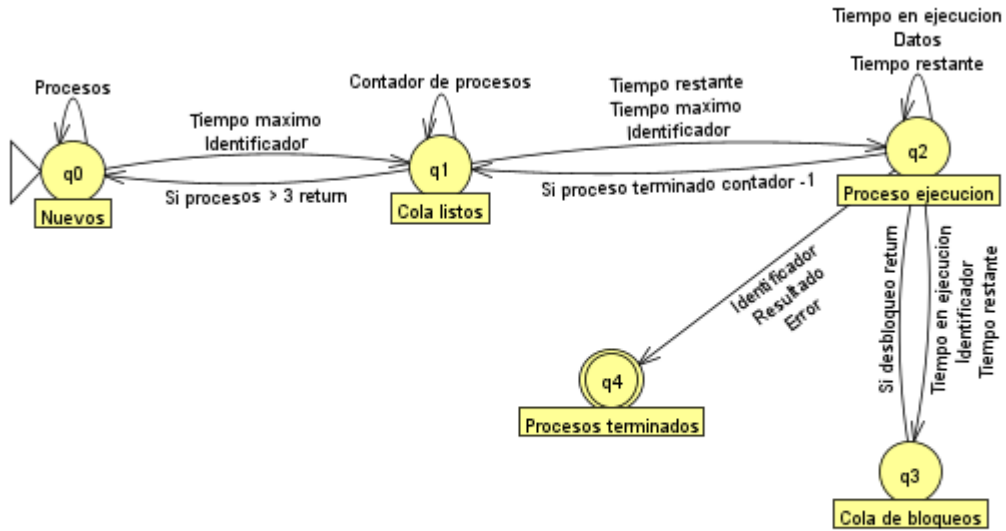 Procesos
q0
Nuevos
Tiempo maximo
Identificador
Si procesos > 3 return
Contador de procesos
q1
Cola listos
Tiempo restante
Tiempo maximo
Identificador
Si proceso terminado contador -1
Tiempo en ejecucion
Datos
Tiempo restante
q2
Proceso ejecucion
Identificador
Resultado
Error
q4
Procesos terminados
Si desbloqueo return
Tiempo en ejecucion
Identificador
Tiempo restante
q3
Cola de bloqueos